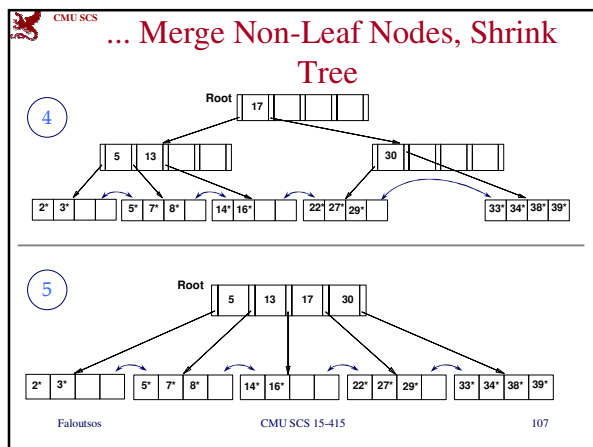 CMU SCS
... Merge Non-Leaf Nodes, Shrink
Tree
4
Root
17
5 13
30
2* 3*
5* 7* 8*
14* 16*
22* 27* 29*
33* 34* 38* 39*
5
Root
5 13 17 30
2* 3*
5* 7* 8*
14* 16*
22* 27* 29*
33* 34* 38* 39*
Faloutsos CMU SCS 15-415 107